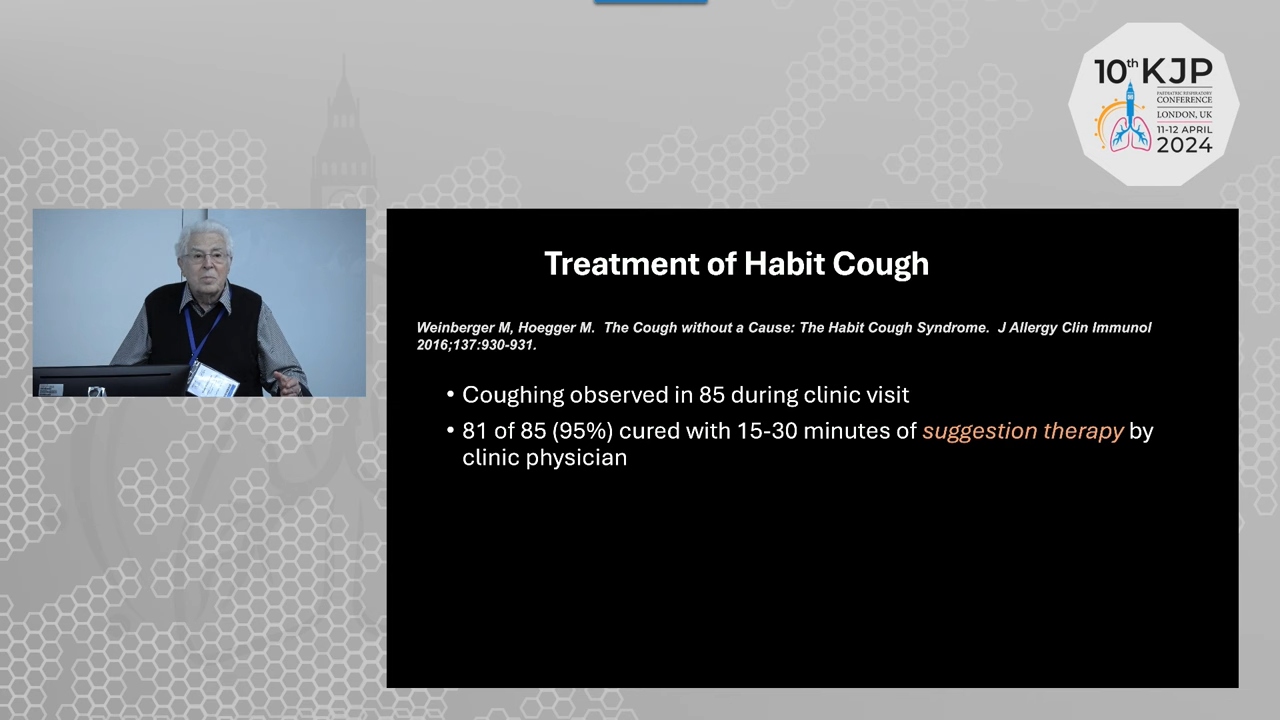 10th KJP
PAEDIATRIC RESPIRATORY
CONFERENCE
LONDON, UK
11-12 APRIL
2024
Treatment of Habit Cough
Weinberger M, Hoegger M. The Cough without a Cause: The Habit Cough Syndrome. J Allergy Clin Immunol
2016;137:930-931.
• Coughing observed in 85 during clinic visit
• 81 of 85 (95%) cured with 15-30 minutes of suggestion therapy by
clinic physician